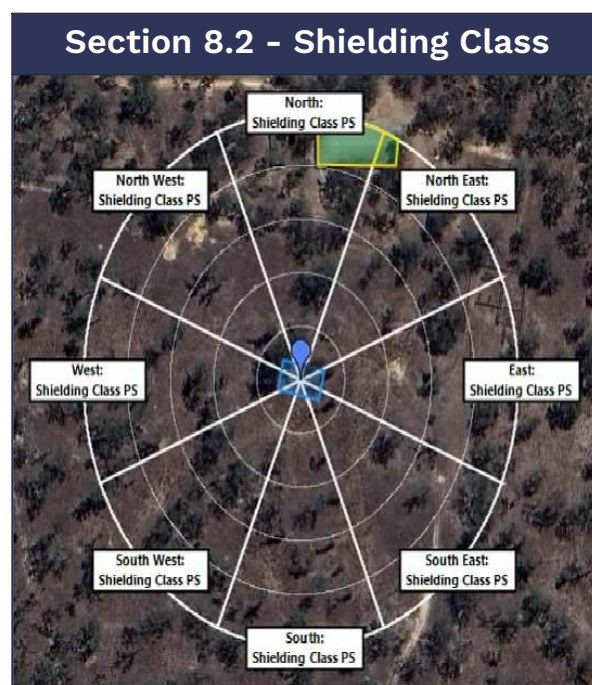 Section 8.2 - Shielding Class
North:
Shielding Class PS
North West:
Shielding Class PS
North East:
Shielding Class PS
West:
Shielding Class PS
East:
Shielding Class PS
South West:
Shielding Class PS
South East:
Shielding Class PS
South:
Shielding Class PS